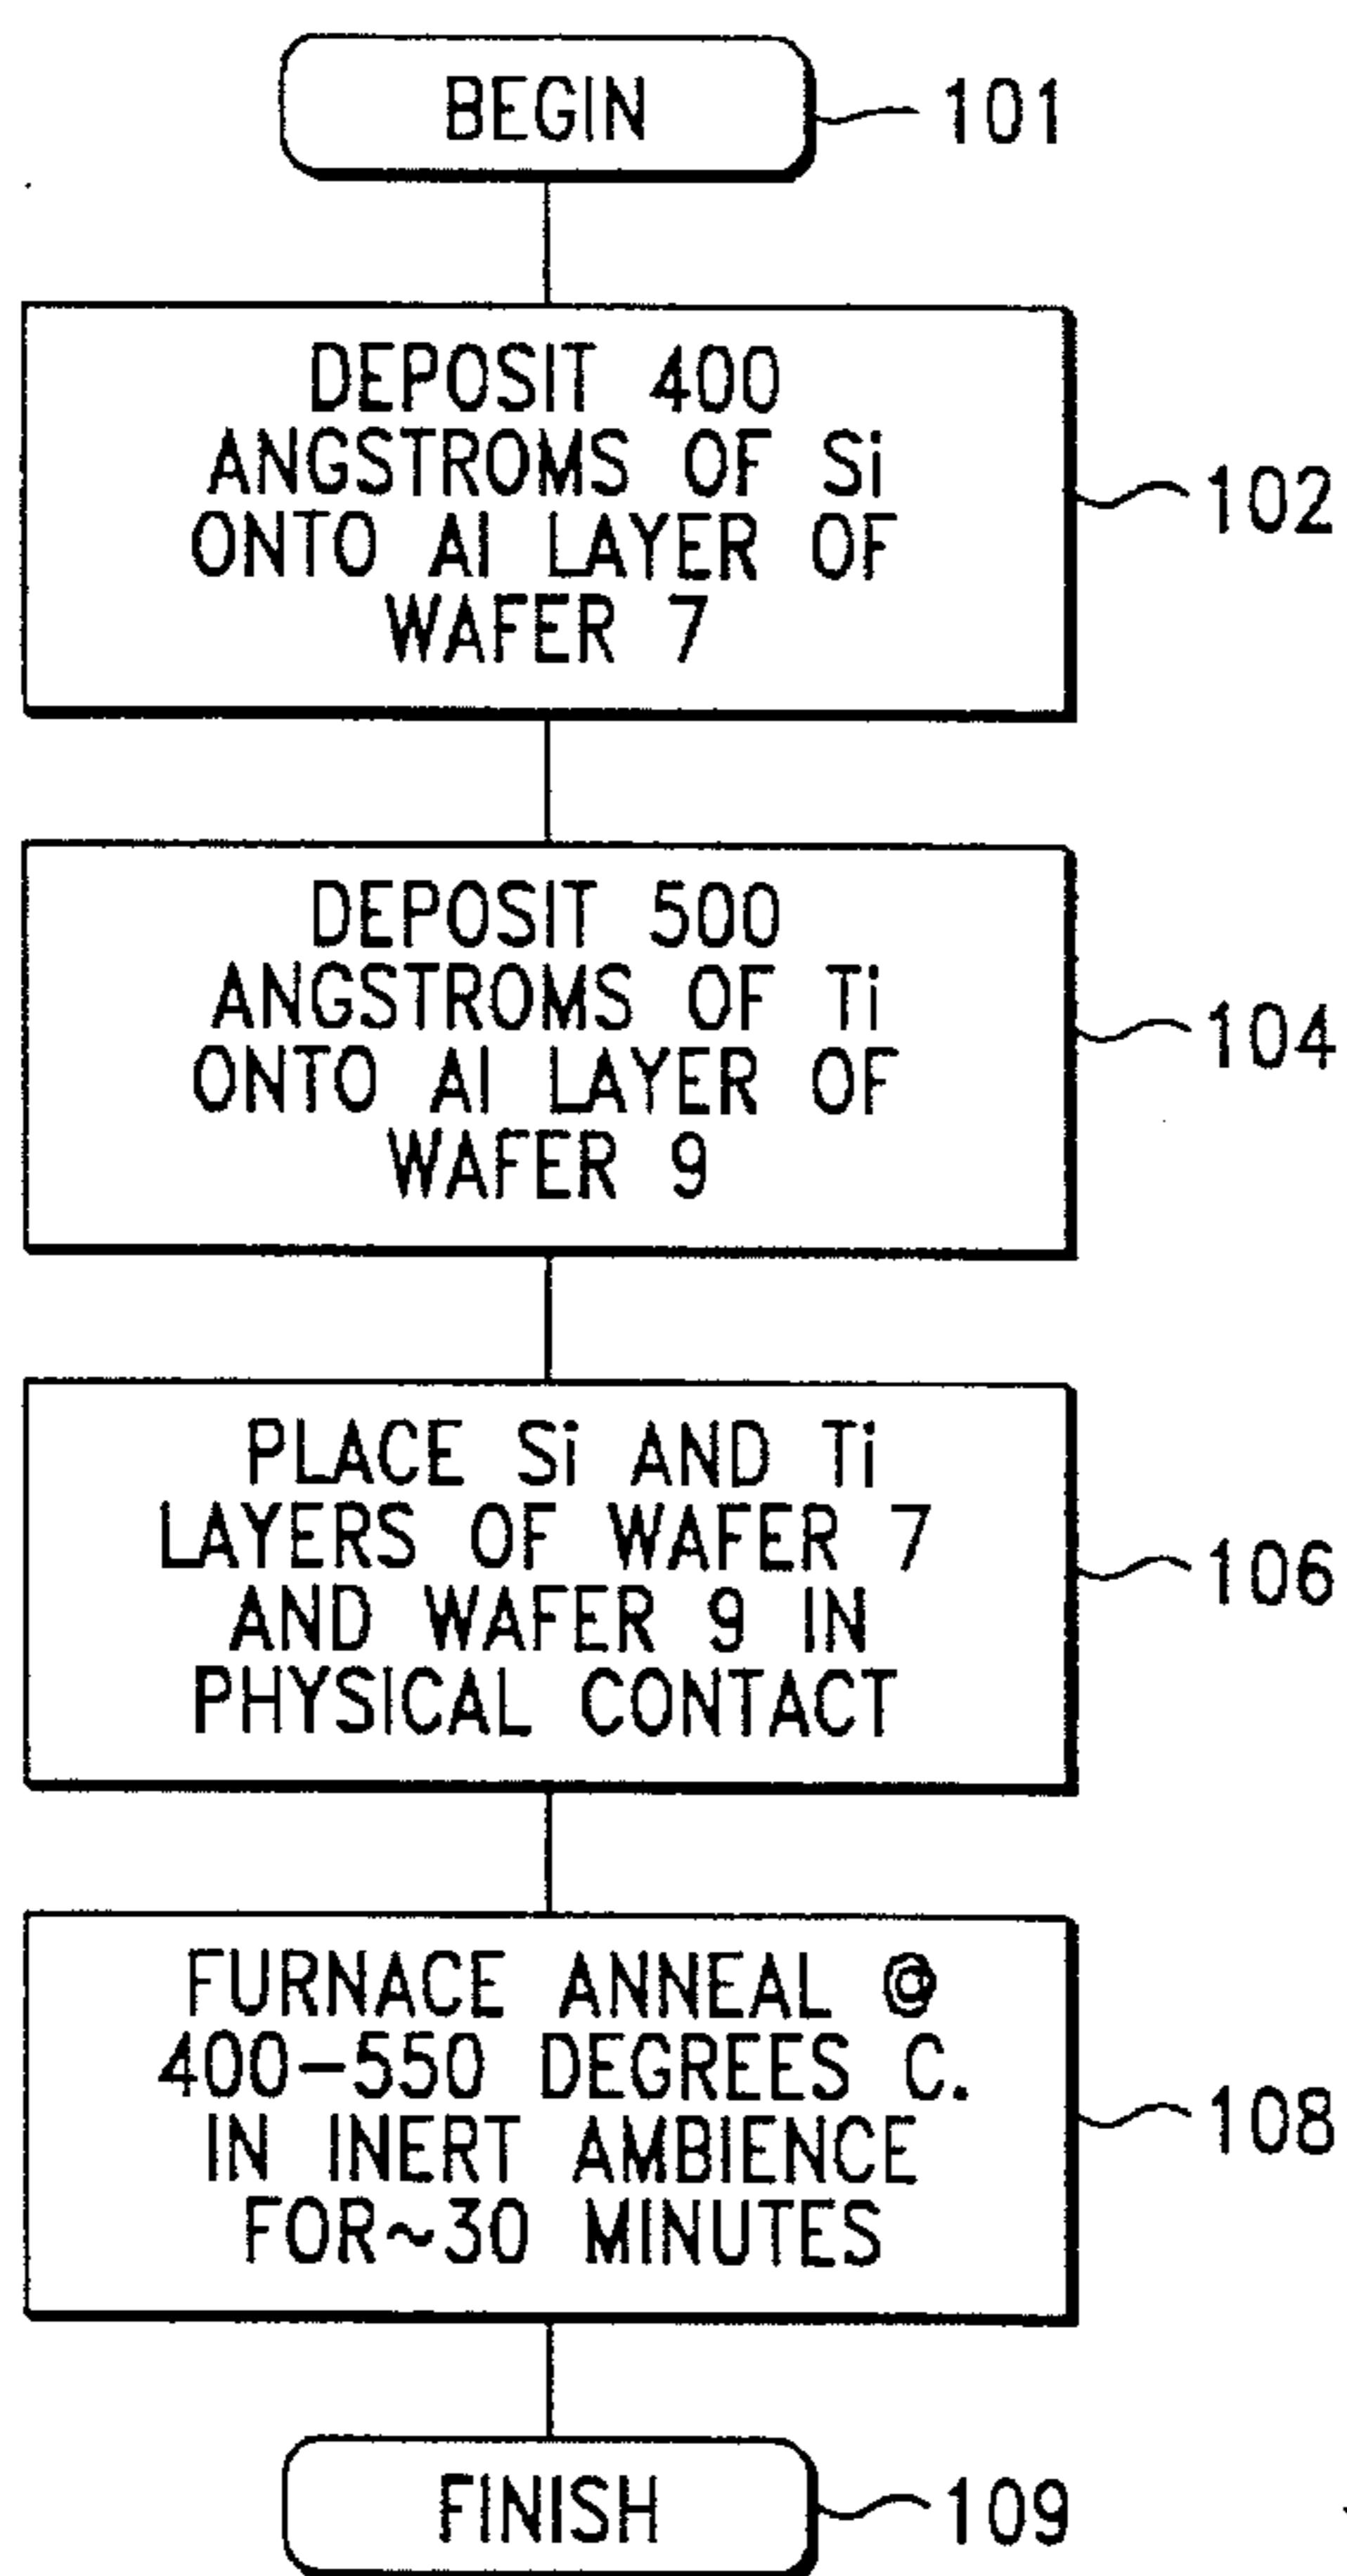 BEGIN
101
DEPOSIT 400
ANGSTROMS OF Si
ONTO Al LAYER OF
WAFER 7
102
DEPOSIT 500
ANGSTROMS OF Ti
ONTO Al LAYER OF
WAFER 9
104
PLACE Si AND Ti
LAYERS OF WAFER 7
AND WAFER 9 IN
PHYSICAL CONTACT
106
FURNACE ANNEAL @
400-550 DEGREES C.
IN INERT AMBIENCE
FOR~30 MINUTES
108
FINISH
109